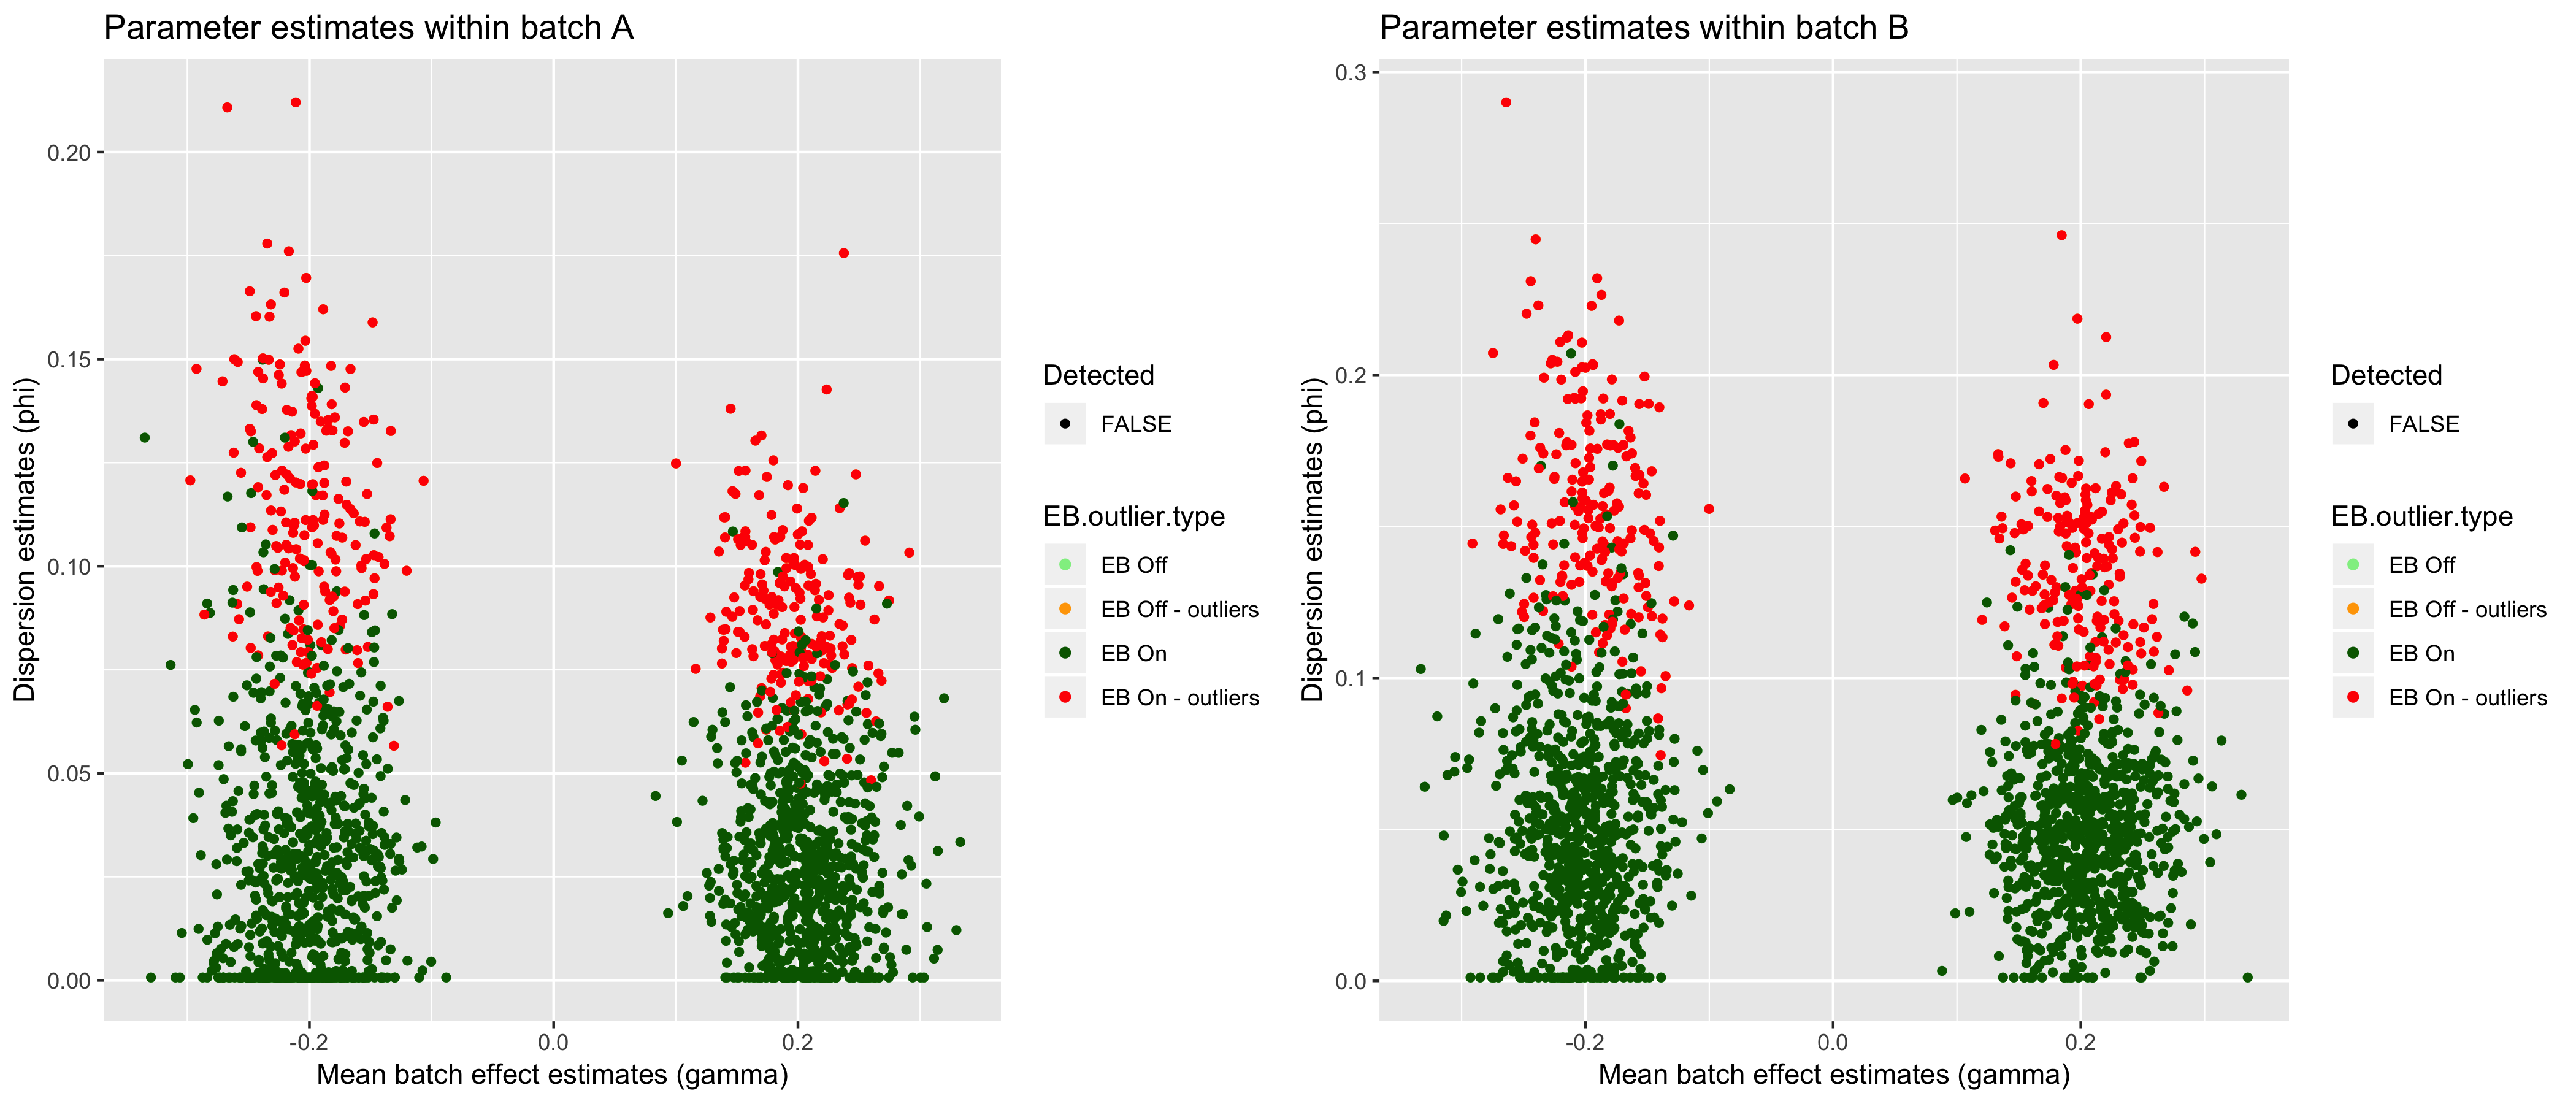 Parameter estimates within batch A
Dispersion estimates (phi)
0.20
0.15
0.10
0.05
0.00
-0.2
0.0
0.2
Mean batch effect estimates (gamma)
Detected
FALSE
EB.outlier.type
EB Off
EB Off - outliers
EB On
EB On - outliers
Parameter estimates within batch B
Dispersion estimates (phi)
0.3
0.2
0.1
0.0
-0.2
0.0
0.2
Mean batch effect estimates (gamma)
Detected
FALSE
EB.outlier.type
EB Off
EB Off - outliers
EB On
EB On - outliers